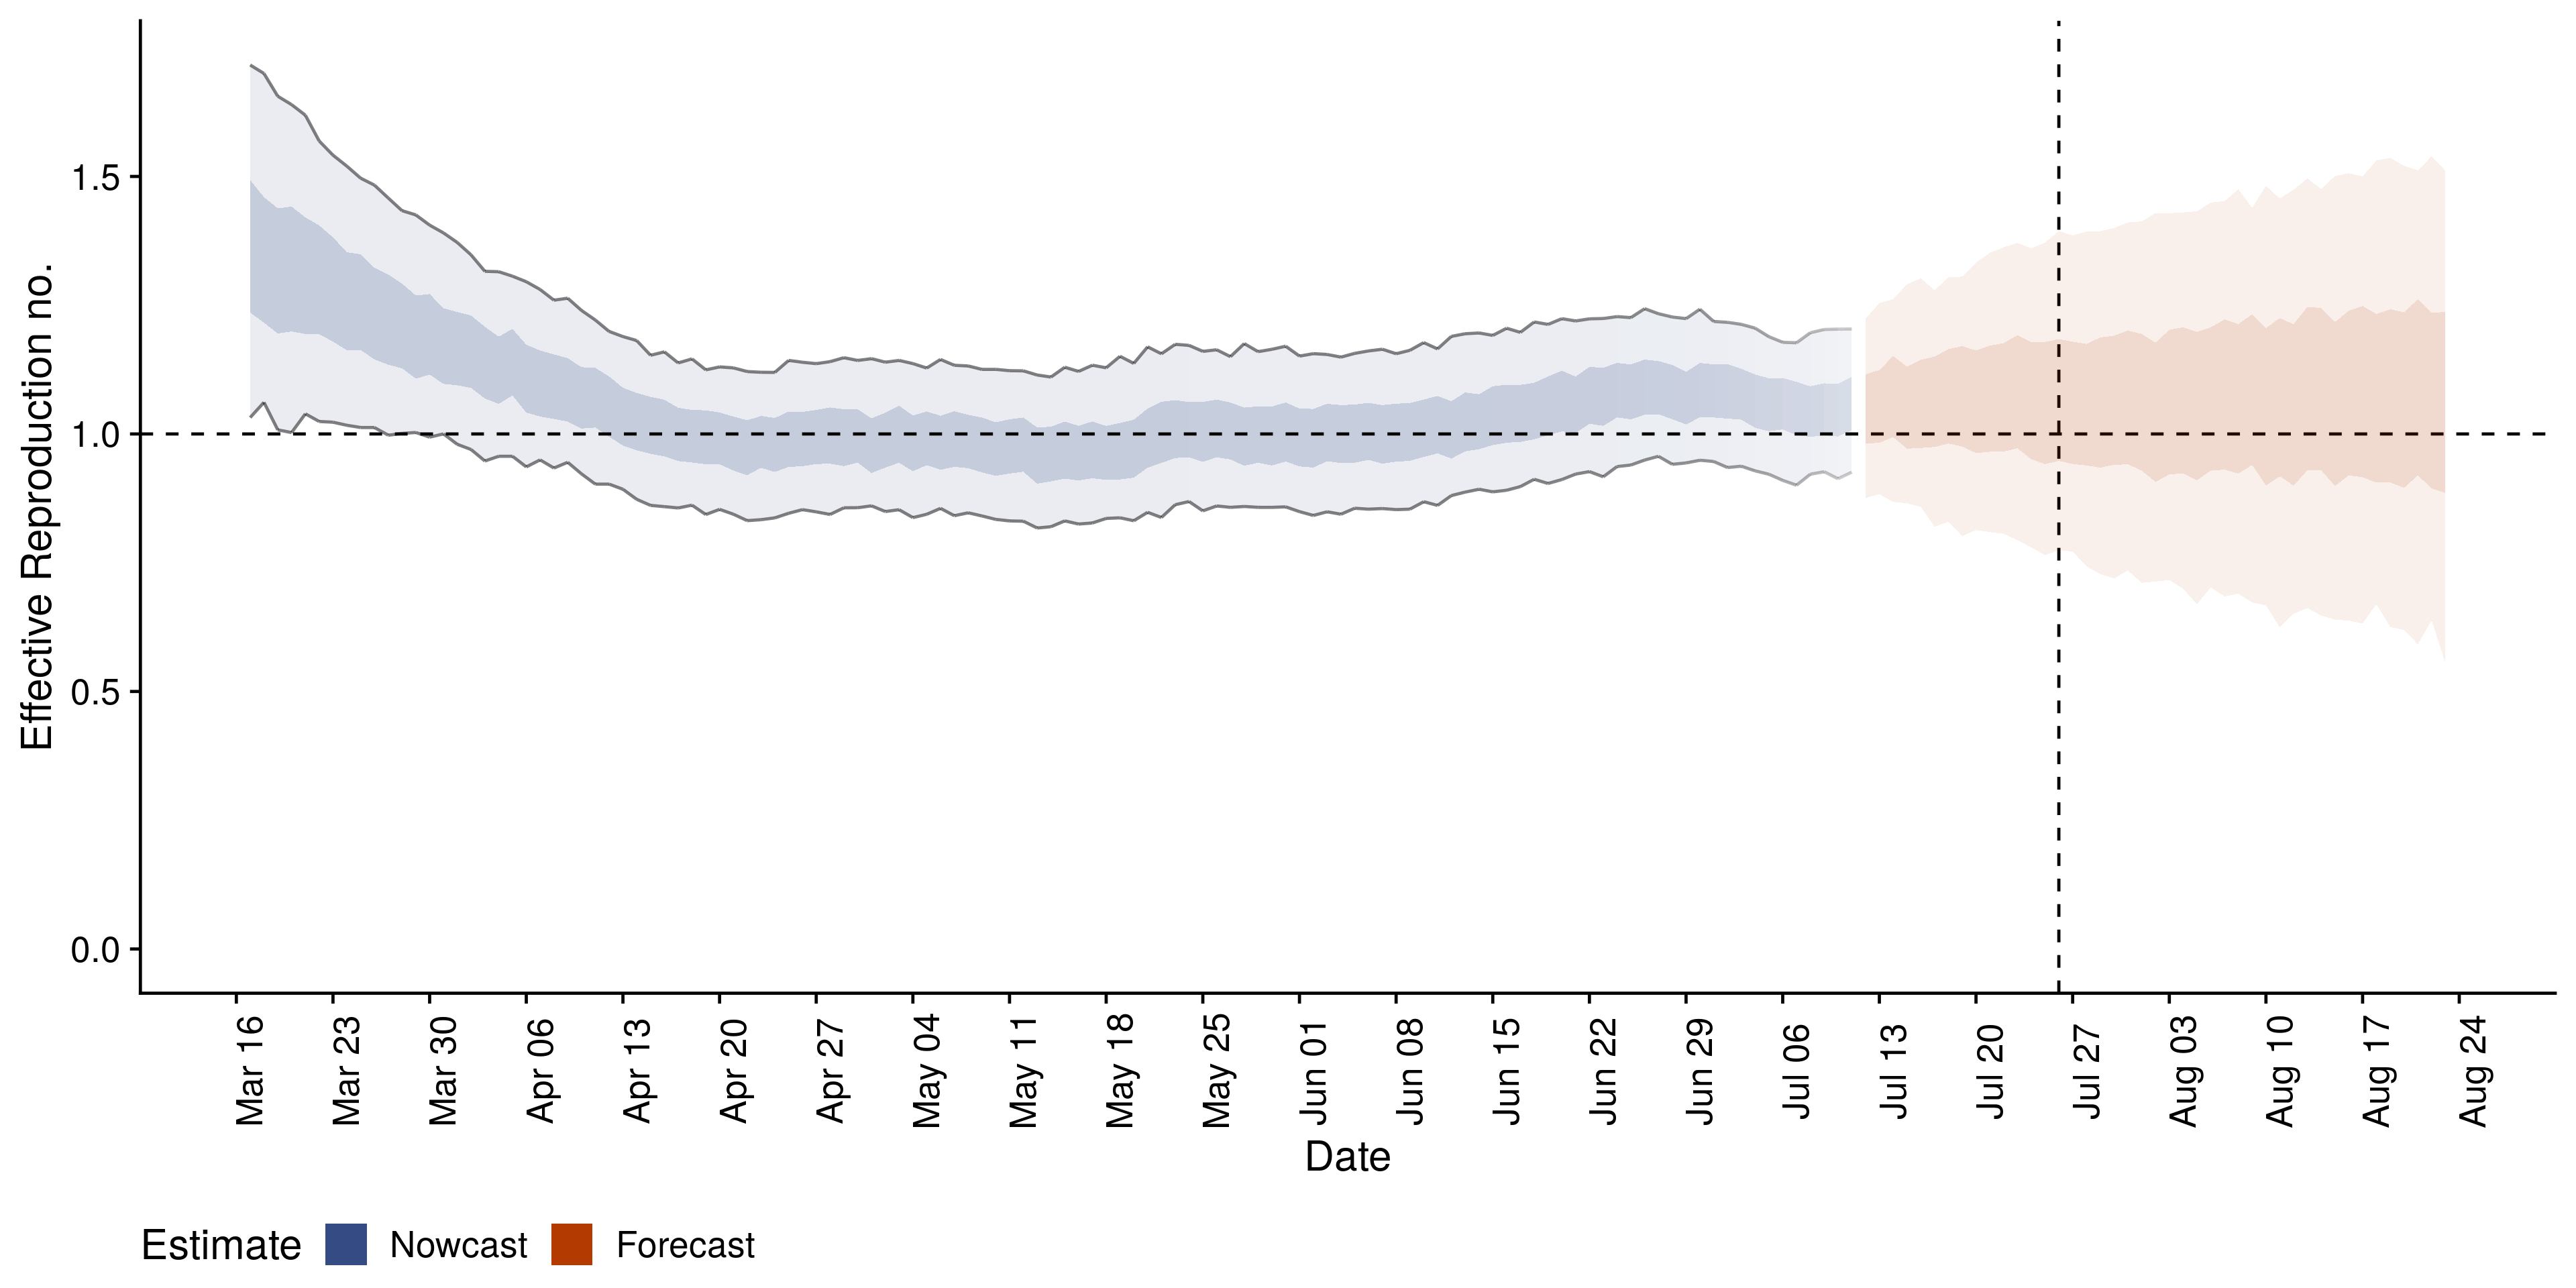 Effective Reproduction no.
1.5
1.0
0.5
0.0
Mar 16
Mar 23
Mar 30
Apr 06
Apr 13
Apr 20
Apr 27
May 04
May 11
May 18
May 25
Jun 01
Jun 08
Jun 15
Jun 22
Jun 29
Jul 06
Jul 13
Jul 20
Jul 27
Aug 03
Aug 10
Aug 17
Aug 24
Date
Estimate Nowcast Forecast